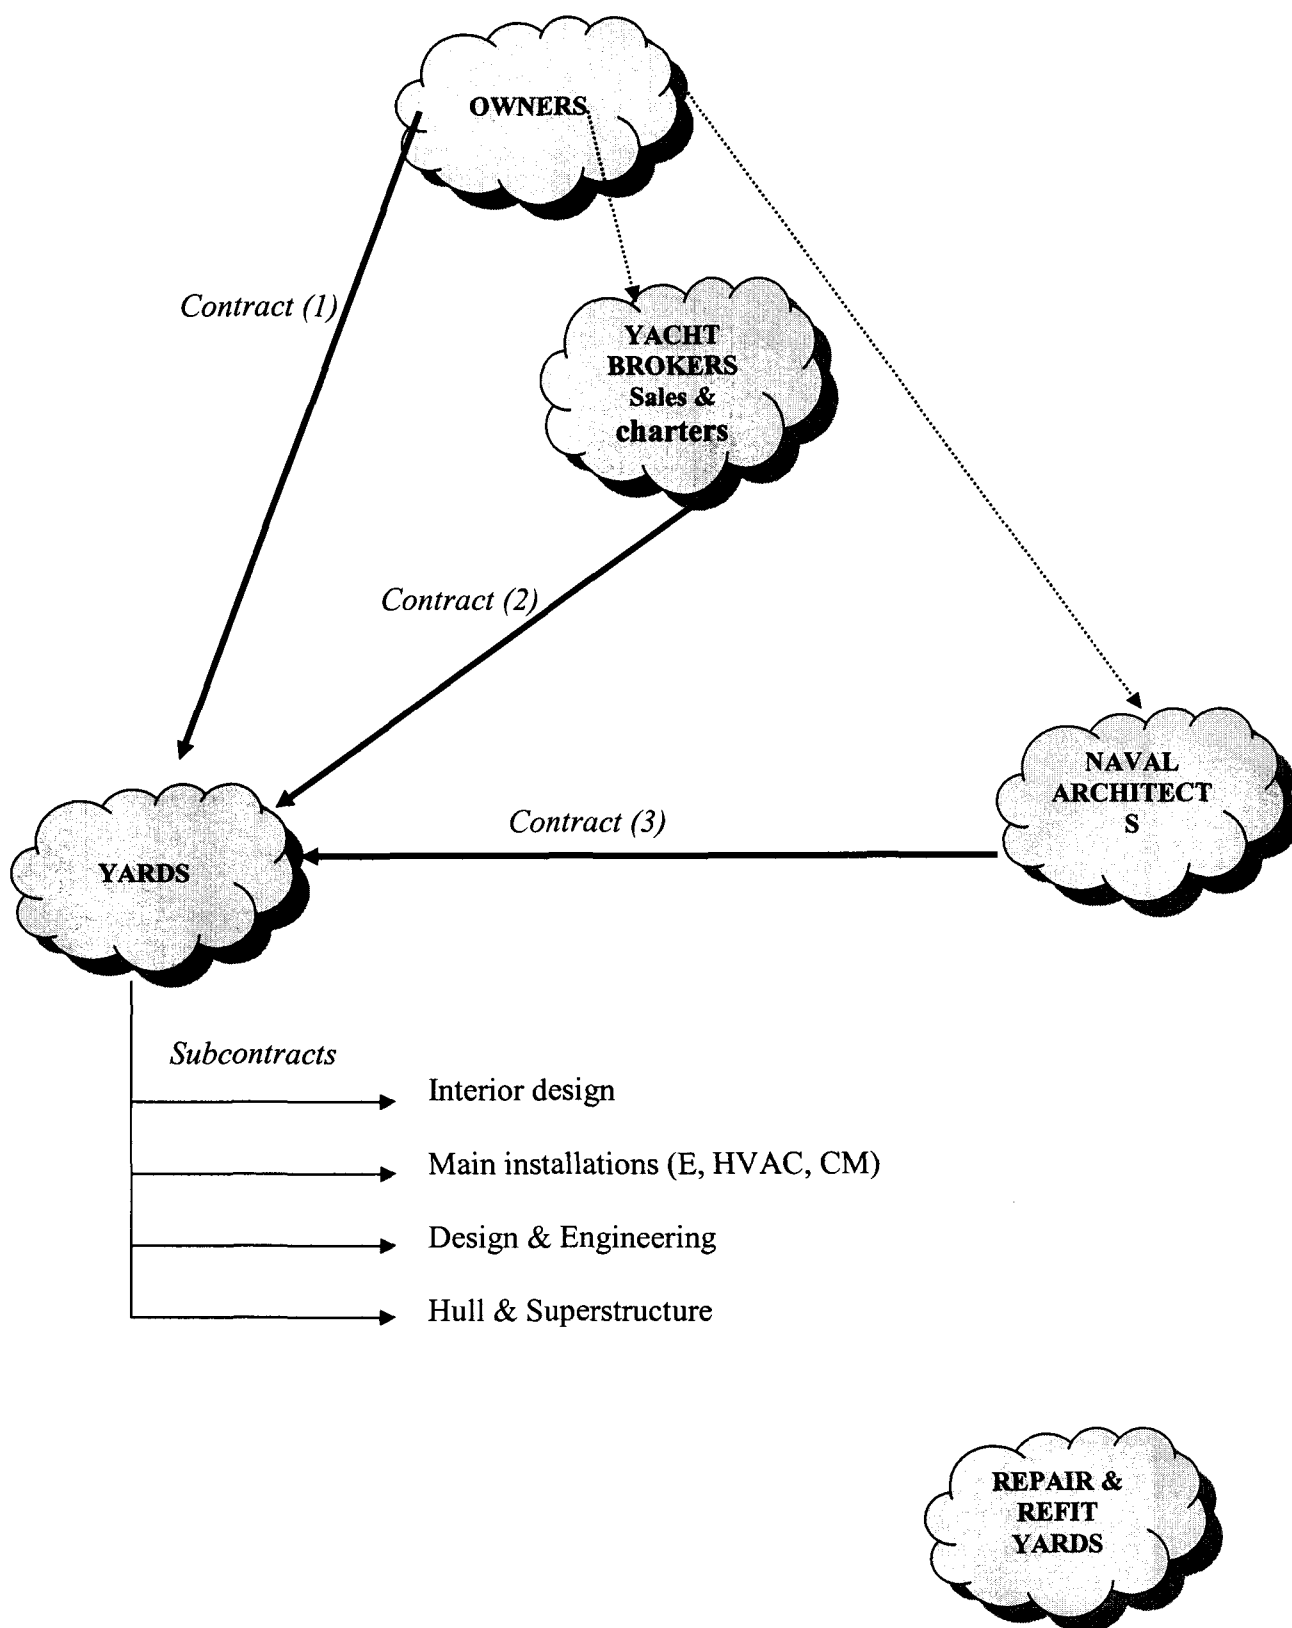 OWNERS
Contract (1)
YACHT
BROKERS
Sales &
charters
Contract (2)
NAVAL
ARCHITECT
S
Contract (3)
YARDS
Subcontracts
Interior design
Main installations (E, HVAC, CM)
Design & Engineering
Hull & Superstructure
REPAIR &
REFIT
YARDS